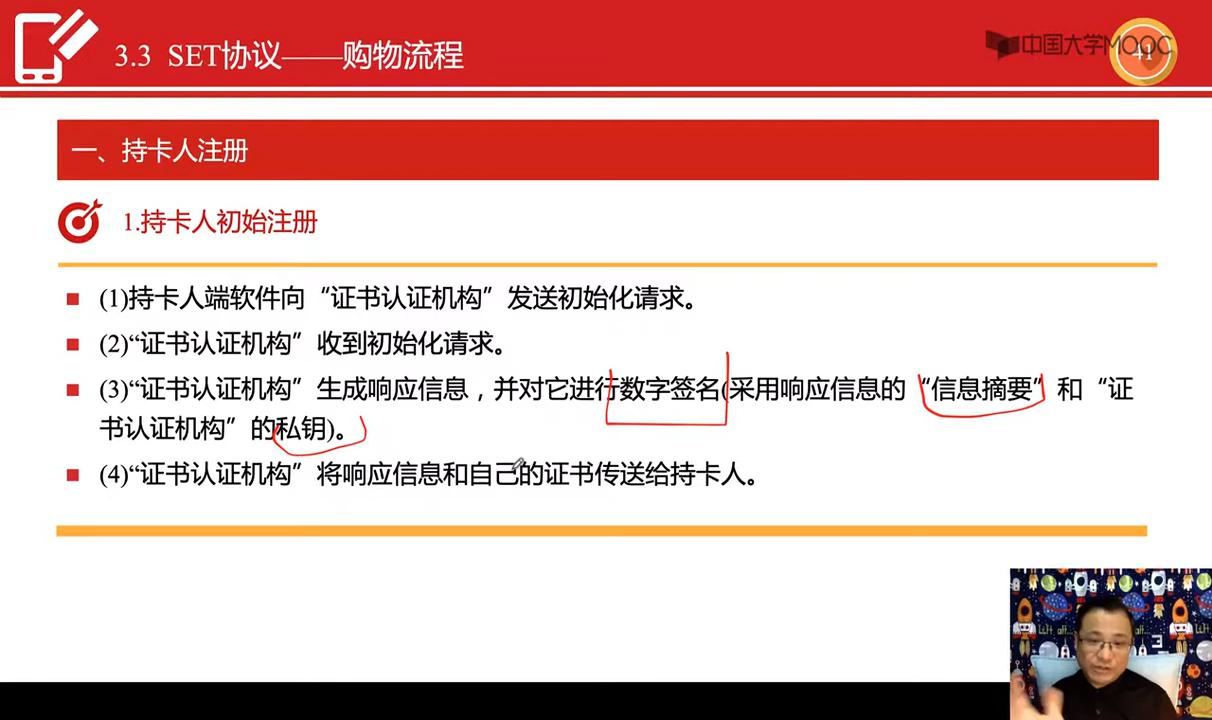 3.3 SET协议——购物流程
中国大学MOOC
41
一、持卡人注册
1.持卡人初始注册
(1)持卡人端软件向“证书认证机构”发送初始化请求。
(2)“证书认证机构”收到初始化请求。
(3)“证书认证机构”生成响应信息，并对它进行数字签名(采用响应信息的“信息摘要”和“证
书认证机构”的私钥)。
(4)“证书认证机构”将响应信息和自己的证书传送给持卡人。